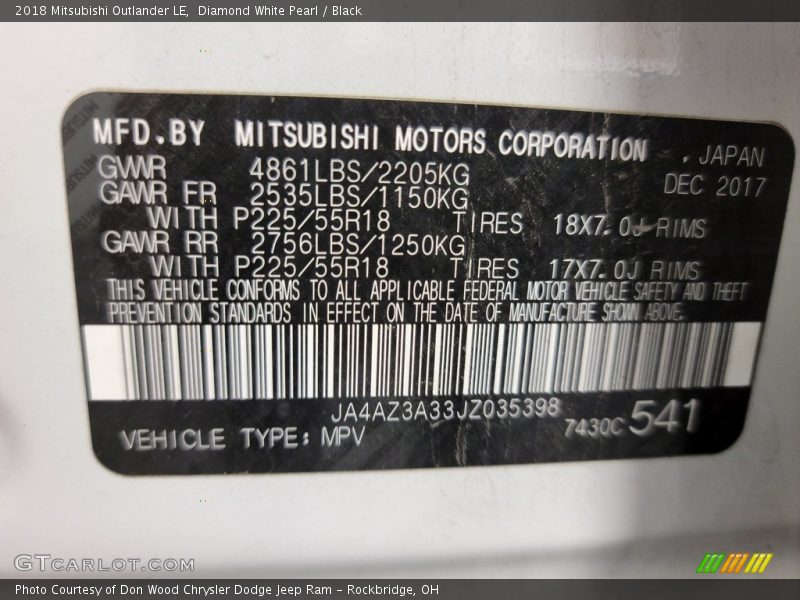 2018 Mitsubishi Outlander LE, Diamond White Pearl / Black
MFD.BY MITSUBISHI MOTORS CORPORATION , JAPAN
GWWR 4861LBS/2205KG DEC 2017
GAWR FR 2535LBS/1150KG
WITH P225/55R18 TIRES 18X7.0J RIMS
GAWR RR 2756LBS/1250KG
WITH P225/55R18 TIRES 17X7.0J RIMS
THIS VEHICLE CONFORMS TO ALL APPLICABLE FEDERAL MOTOR VEHICLE SAFETY AND THEFT
PREVENTION STANDARDS IN EFFECT ON THE DATE OF MANUFACTURE SHOWN ABOVE.
JA4AZ3A33JZ035398
VEHICLE TYPE: MPV 7430C 541
GTCARLOT.COM
Photo Courtesy of Don Wood Chrysler Dodge Jeep Ram – Rockbridge, OH